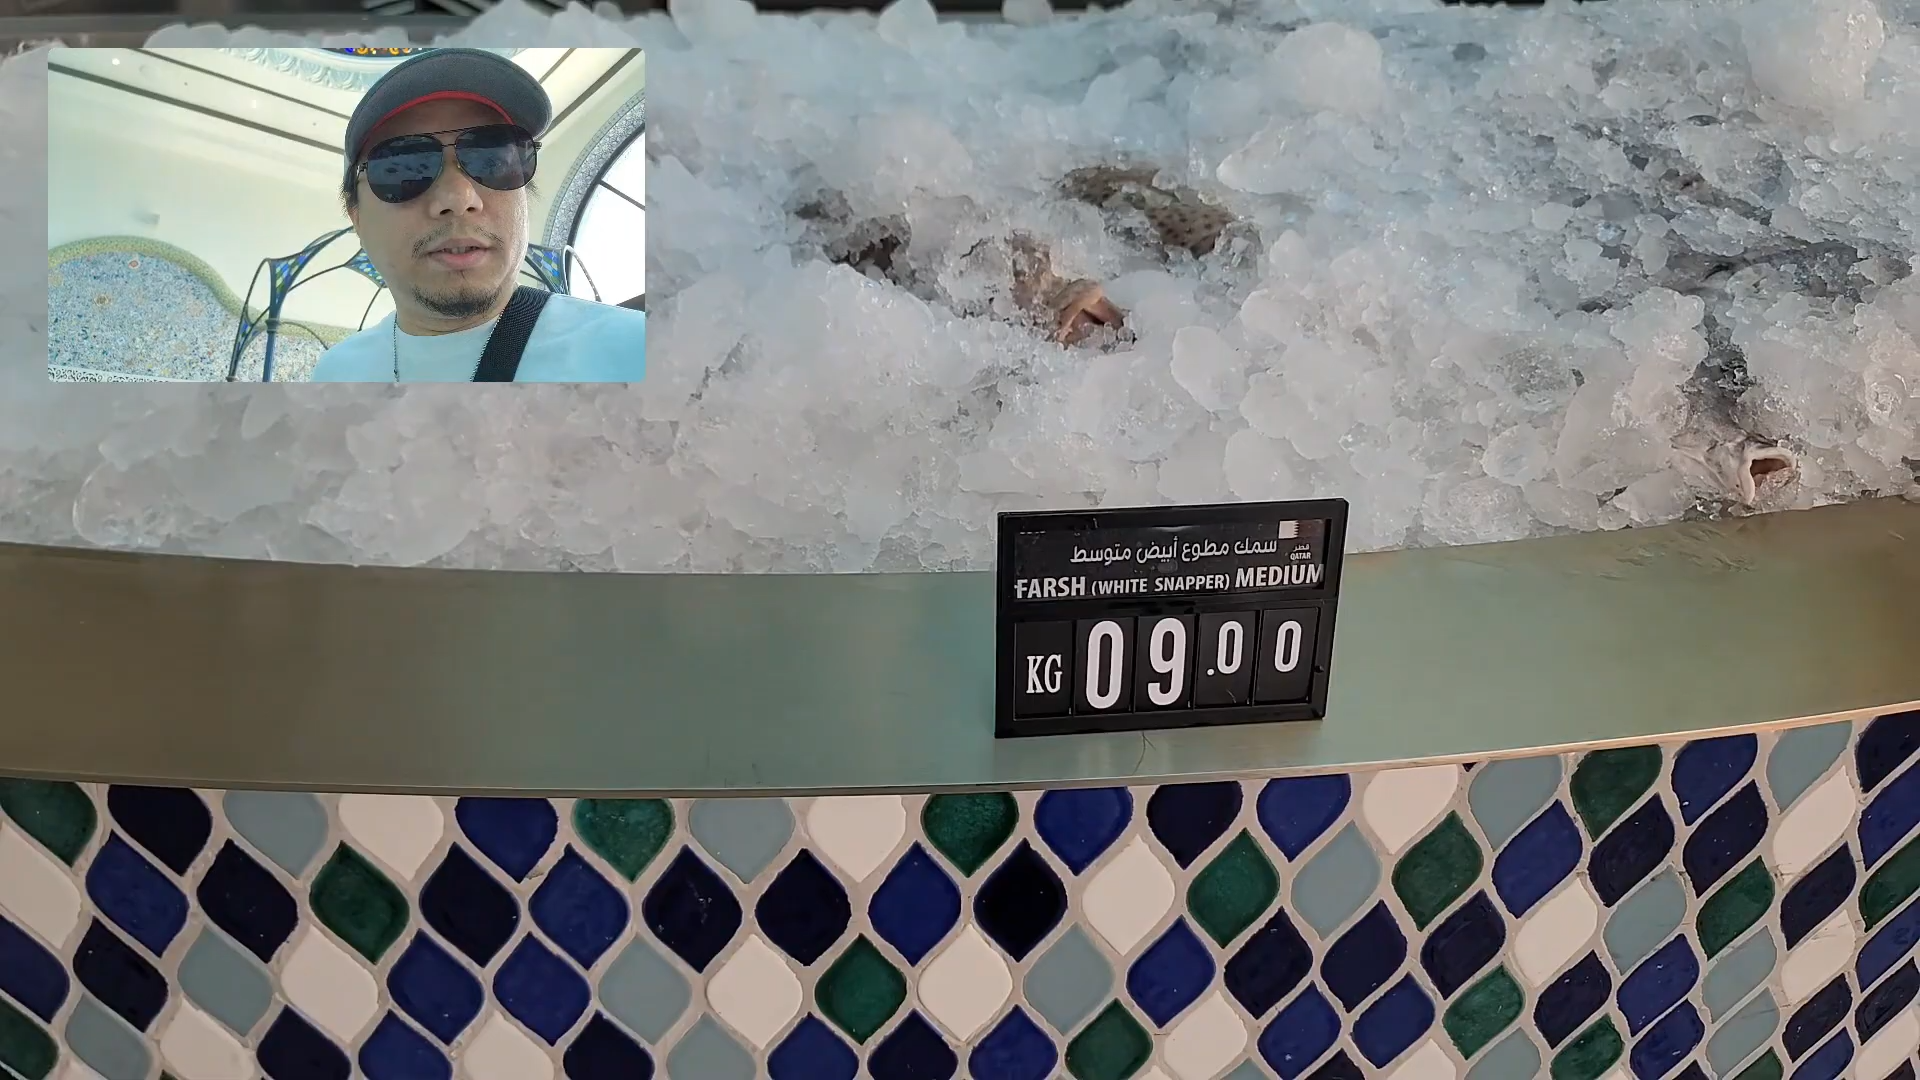 سمك مطوع أبيض متوسط
قطر
QATAR
FARSH (WHITE SNAPPER) MEDIUM
KG 09.00